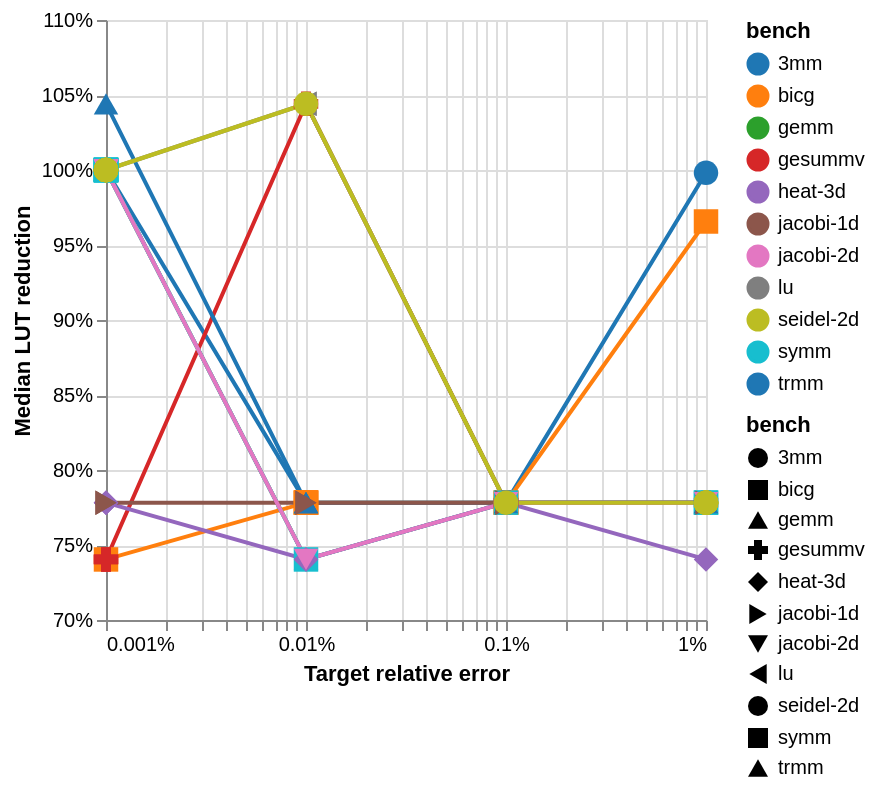 110%
105%
100%
95%
90%
85%
80%
75%
70%
Median LUT reduction
0.001%
0.01%
0.1%
1%
Target relative error
bench
3mm
bicg
gemm
gesummv
heat-3d
jacobi-1d
jacobi-2d
lu
seidel-2d
symm
trmm
bench
3mm
bicg
gemm
gesummv
heat-3d
jacobi-1d
jacobi-2d
lu
seidel-2d
symm
trmm